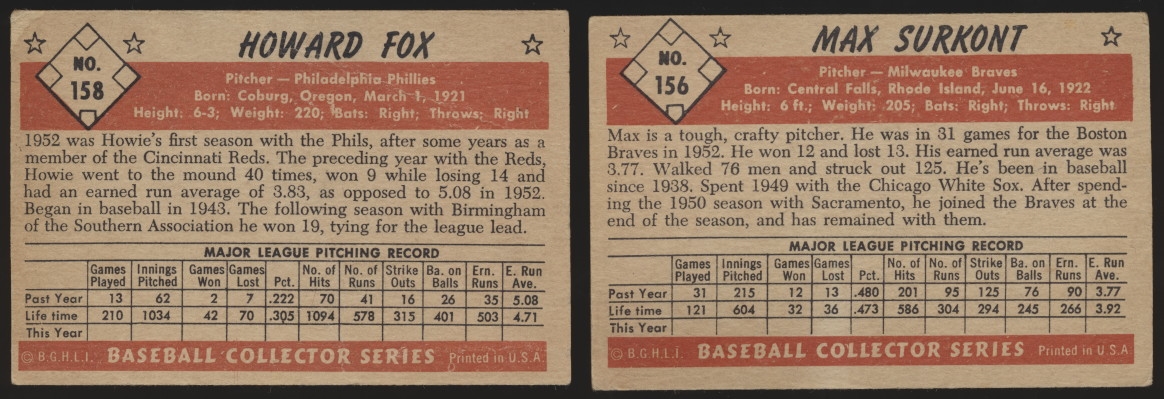 NO.
158
HOWARD FOX
Pitcher — Philadelphia Phillies
Born: Coburg, Oregon, March 1, 1921
Height: 6-3; Weight: 220; Bats: Right; Throws: Right
1952 was Howie's first season with the Phils, after some years as a
member of the Cincinnati Reds. The preceding year with the Reds,
Howie went to the mound 40 times, won 9 while losing 14 and
had an earned run average of 3.83, as opposed to 5.08 in 1952.
Began in baseball in 1943. The following season with Birmingham
of the Southern Association he won 19, tying for the league lead.
MAJOR LEAGUE PITCHING RECORD
Games Played Innings Pitched Games Won Games Lost Pct. No. of Hits No. of Runs Strike Outs Ba. on Balls Ern. Runs E. Run Ave.
Past Year 13 62 2 7 .222 70 41 16 26 35 5.08
Life time 210 1034 42 70 .305 1094 578 315 401 503 4.71
This Year
© B.G.H.L.I. BASEBALL COLLECTOR SERIES Printed in U.S.A.
NO.
156
MAX SURKONT
Pitcher — Milwaukee Braves
Born: Central Falls, Rhode Island, June 16, 1922
Height: 6 ft.; Weight: 205; Bats: Right; Throws: Right
Max is a tough, crafty pitcher. He was in 31 games for the Boston
Braves in 1952. He won 12 and lost 13. His earned run average was
3.77. Walked 76 men and struck out 125. He's been in baseball
since 1938. Spent 1949 with the Chicago White Sox. After spend-
ing the 1950 season with Sacramento, he joined the Braves at the
end of the season, and has remained with them.
MAJOR LEAGUE PITCHING RECORD
Games Played Innings Pitched Games Won Games Lost Pct. No. of Hits No. of Runs Strike Outs Ba. on Balls Ern. Runs E. Run Ave.
Past Year 31 215 12 13 .480 201 95 125 76 90 3.77
Life time 121 604 32 36 .473 586 304 294 245 266 3.92
This Year
© B.G.H.L.I. BASEBALL COLLECTOR SERIES Printed in U.S.A